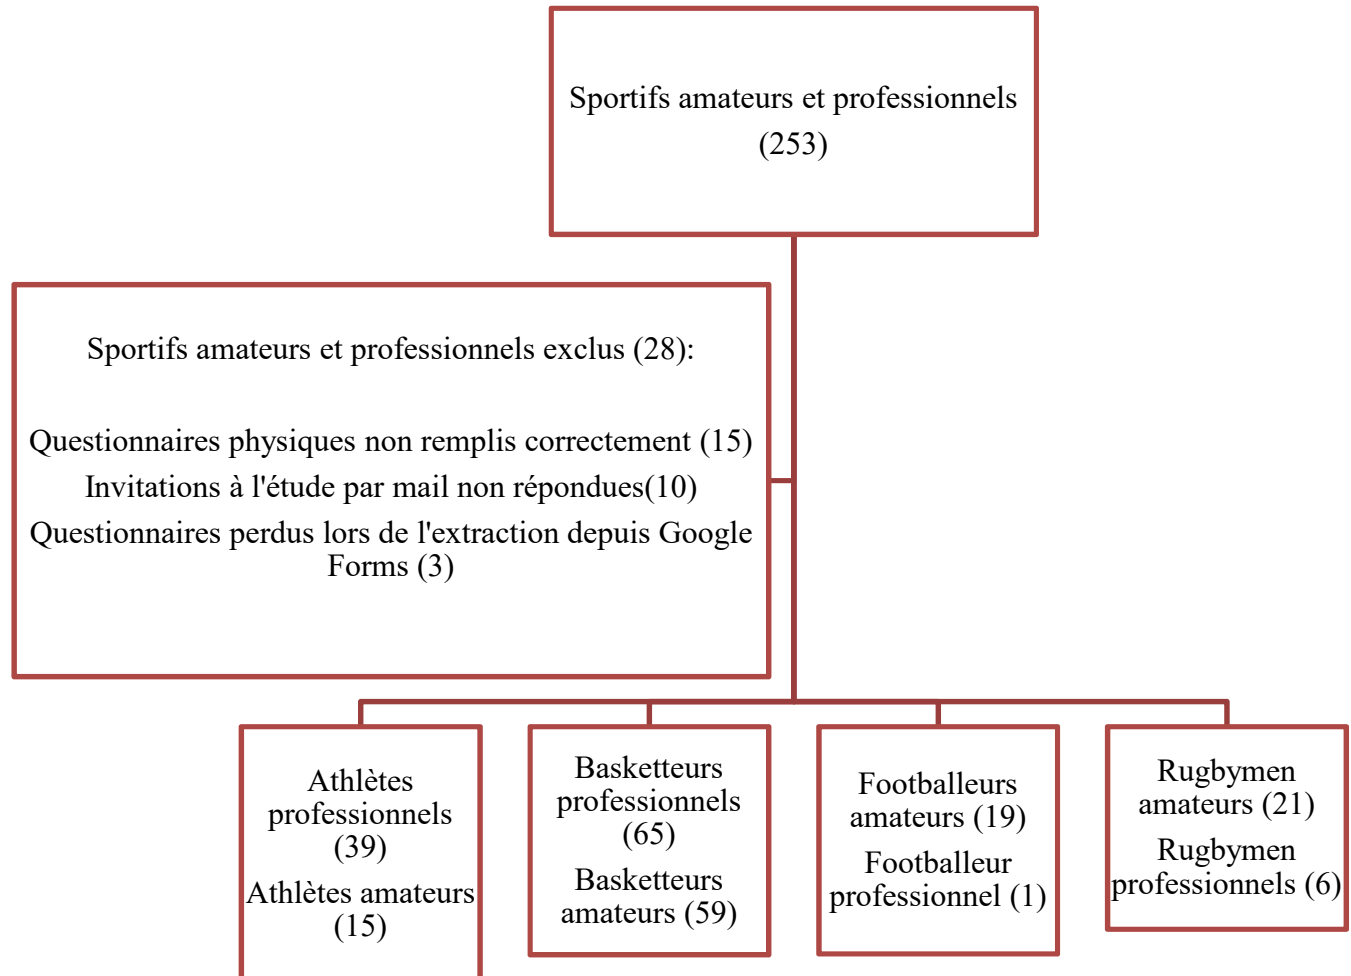 Sportifs amateurs et professionnels
(253)
Sportifs amateurs et professionnels exclus (28):
Questionnaires physiques non remplis correctement (15)
Invitations à l'étude par mail non répondues(10)
Questionnaires perdus lors de l'extraction depuis Google
Forms (3)
Athlètes
professionnels
(39)
Athlètes amateurs
(15)
Basketteurs
professionnels
(65)
Basketteurs
amateurs (59)
Footballeurs
amateurs (19)
Footballeur
professionnel (1)
Rugbymen
amateurs (21)
Rugbymen
professionnels (6)